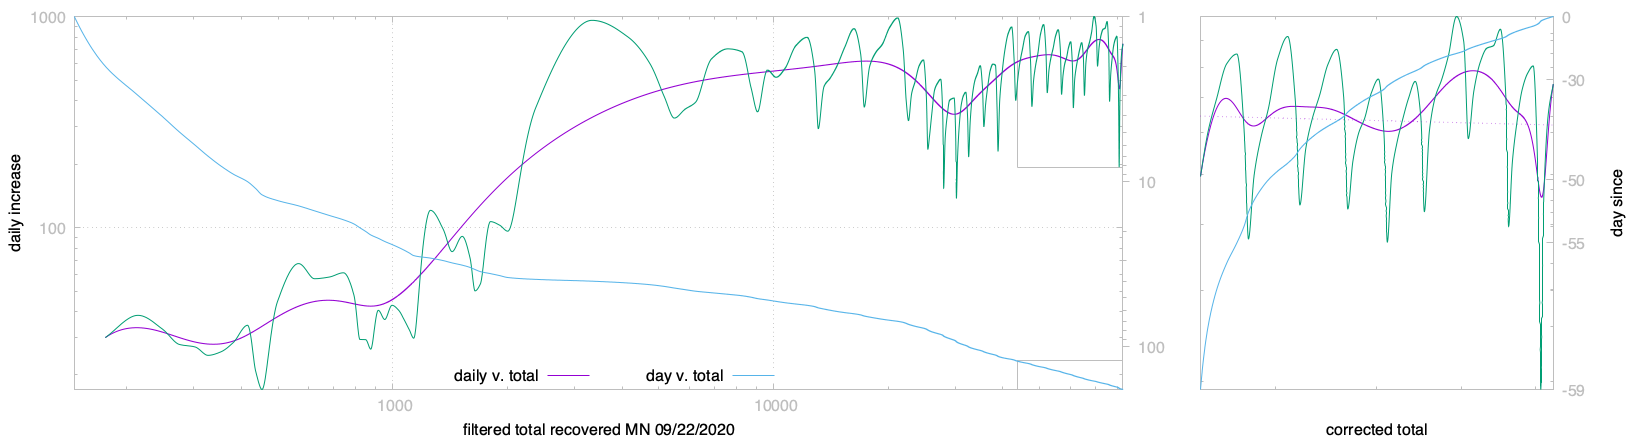 1000
100
daily increase
1000
10000
filtered total recovered MN 09/22/2020
daily v. total
day v. total
1
10
100
0
-30
-50
-55
-59
day since
corrected total